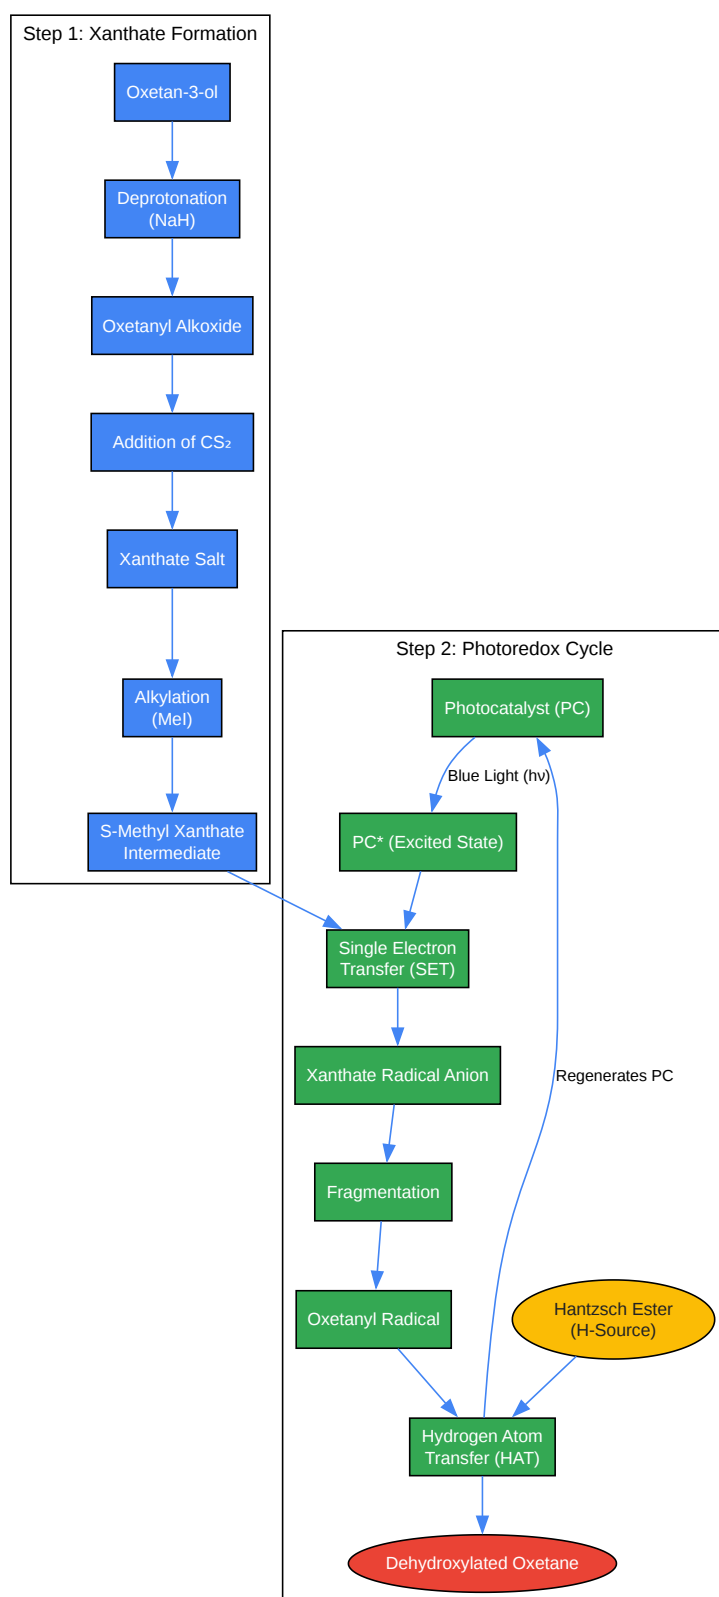 Step 1: Xanthate Formation
Oxetan-3-ol
Deprotonation
(NaH)
Oxetanyl Alkoxide
Addition of CS₂
Xanthate Salt
Alkylation
(MeI)
S-Methyl Xanthate
Intermediate
Step 2: Photoredox Cycle
Photocatalyst (PC)
Blue Light (hν)
PC* (Excited State)
Single Electron
Transfer (SET)
Xanthate Radical Anion
Regenerates PC
Fragmentation
Oxetanyl Radical
Hantzsch Ester
(H-Source)
Hydrogen Atom
Transfer (HAT)
Dehydroxylated Oxetane